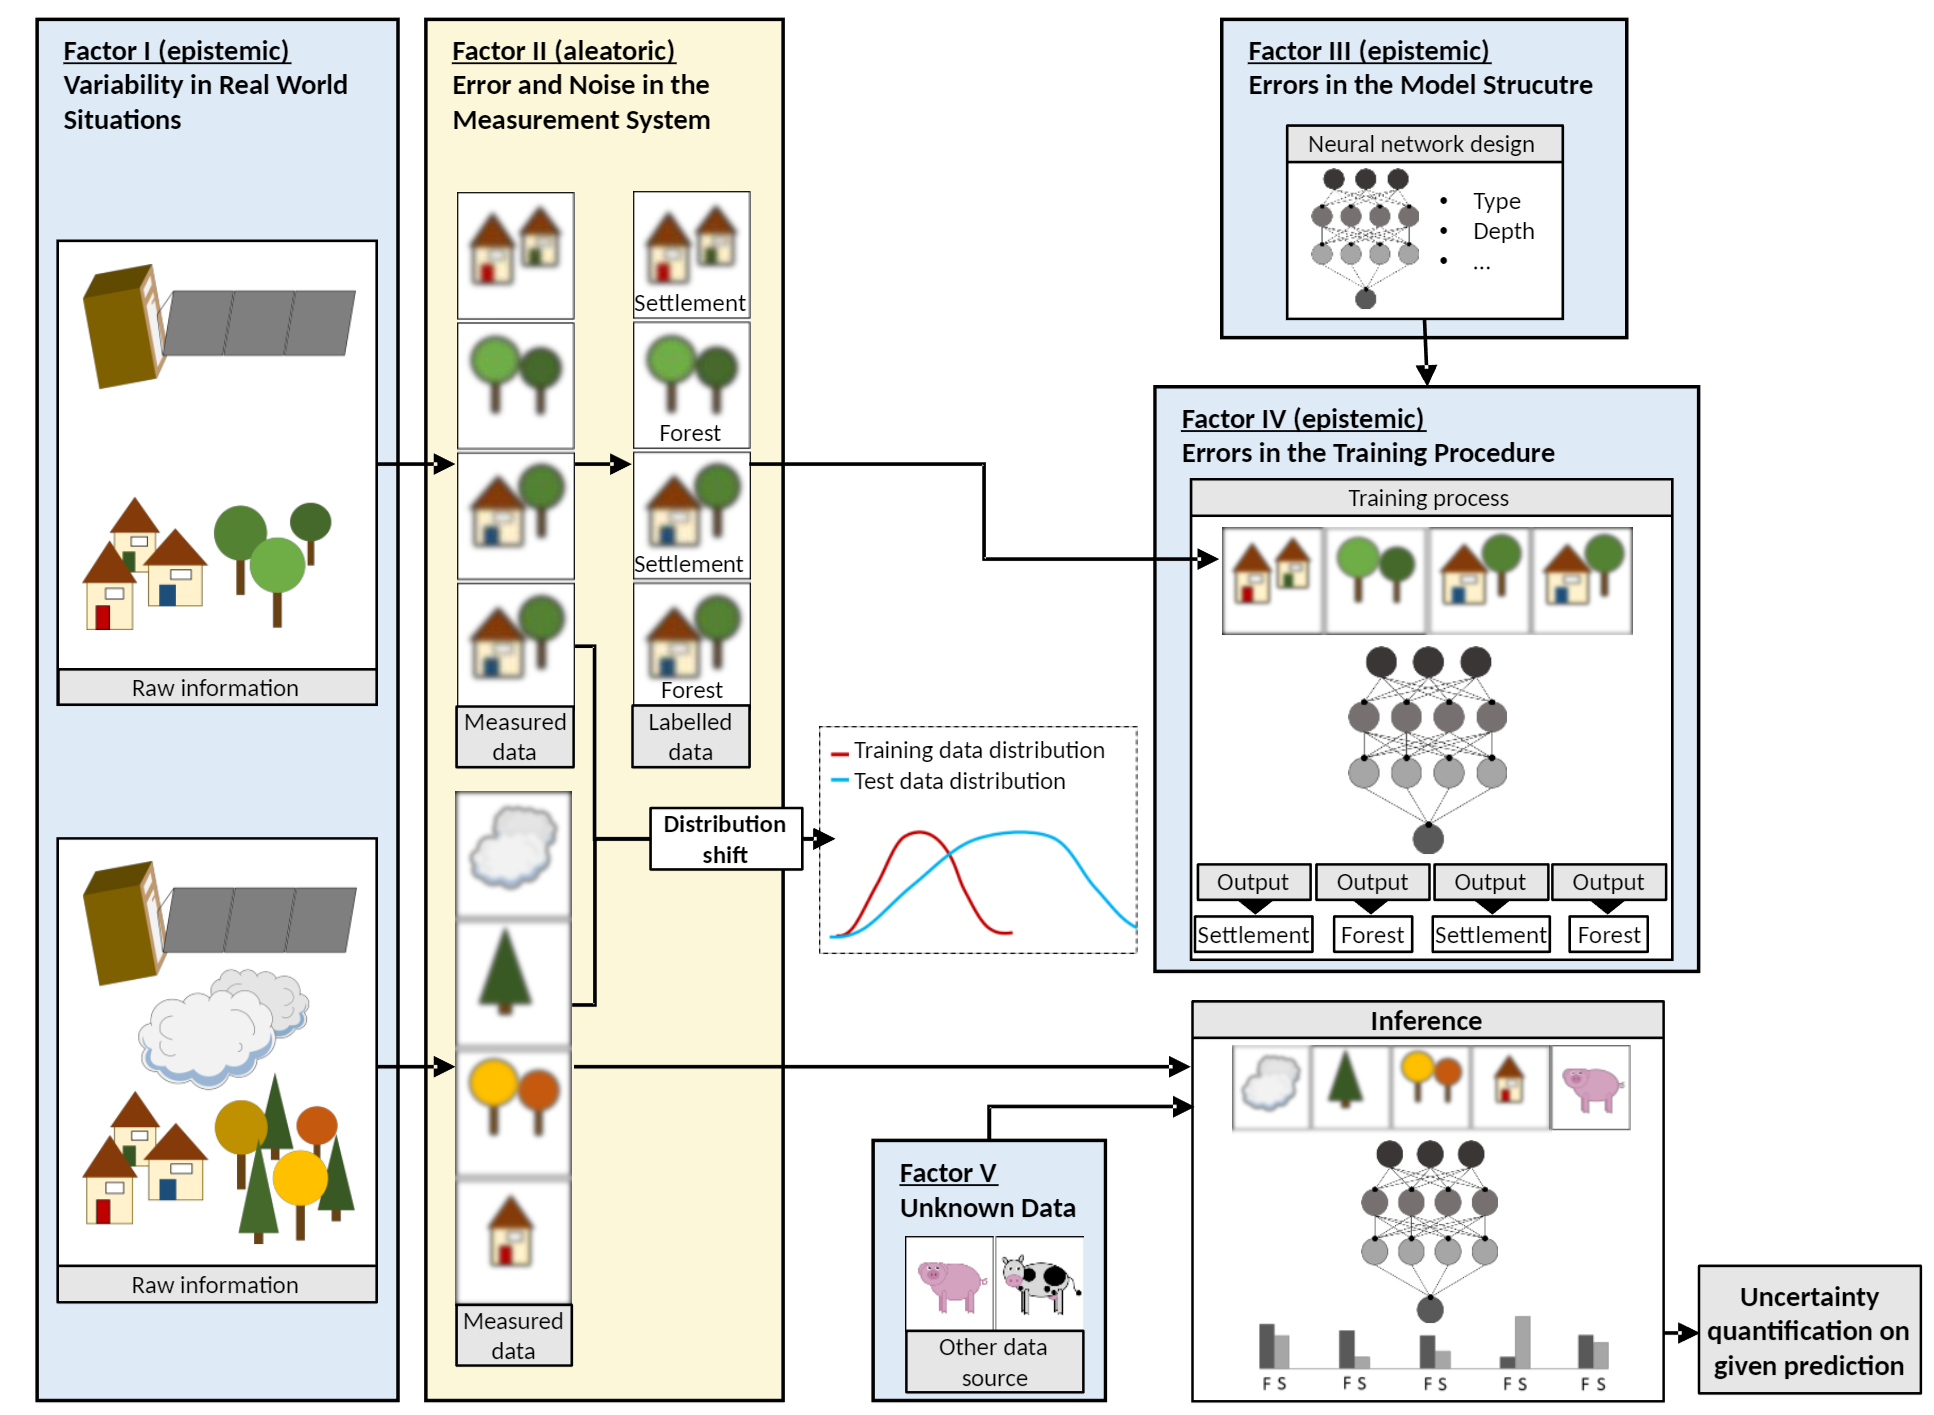 Factor I (epistemic)
Variability in Real World
Situations
Raw information
Raw information
Factor II (aleatoric)
Error and Noise in the
Measurement System
Settlement
Forest
Settlement
Forest
Measured
data
Labelled
data
Distribution
shift
Measured
data
Training data distribution
Test data distribution
Factor III (epistemic)
Errors in the Model Strucutre
Neural network design
• Type
• Depth
• ...
Factor IV (epistemic)
Errors in the Training Procedure
Training process
Output Output Output Output
Settlement Forest Settlement Forest
Factor V
Unknown Data
Other data
source
Inference
F S F S F S F S F S
Uncertainty
quantification on
given prediction